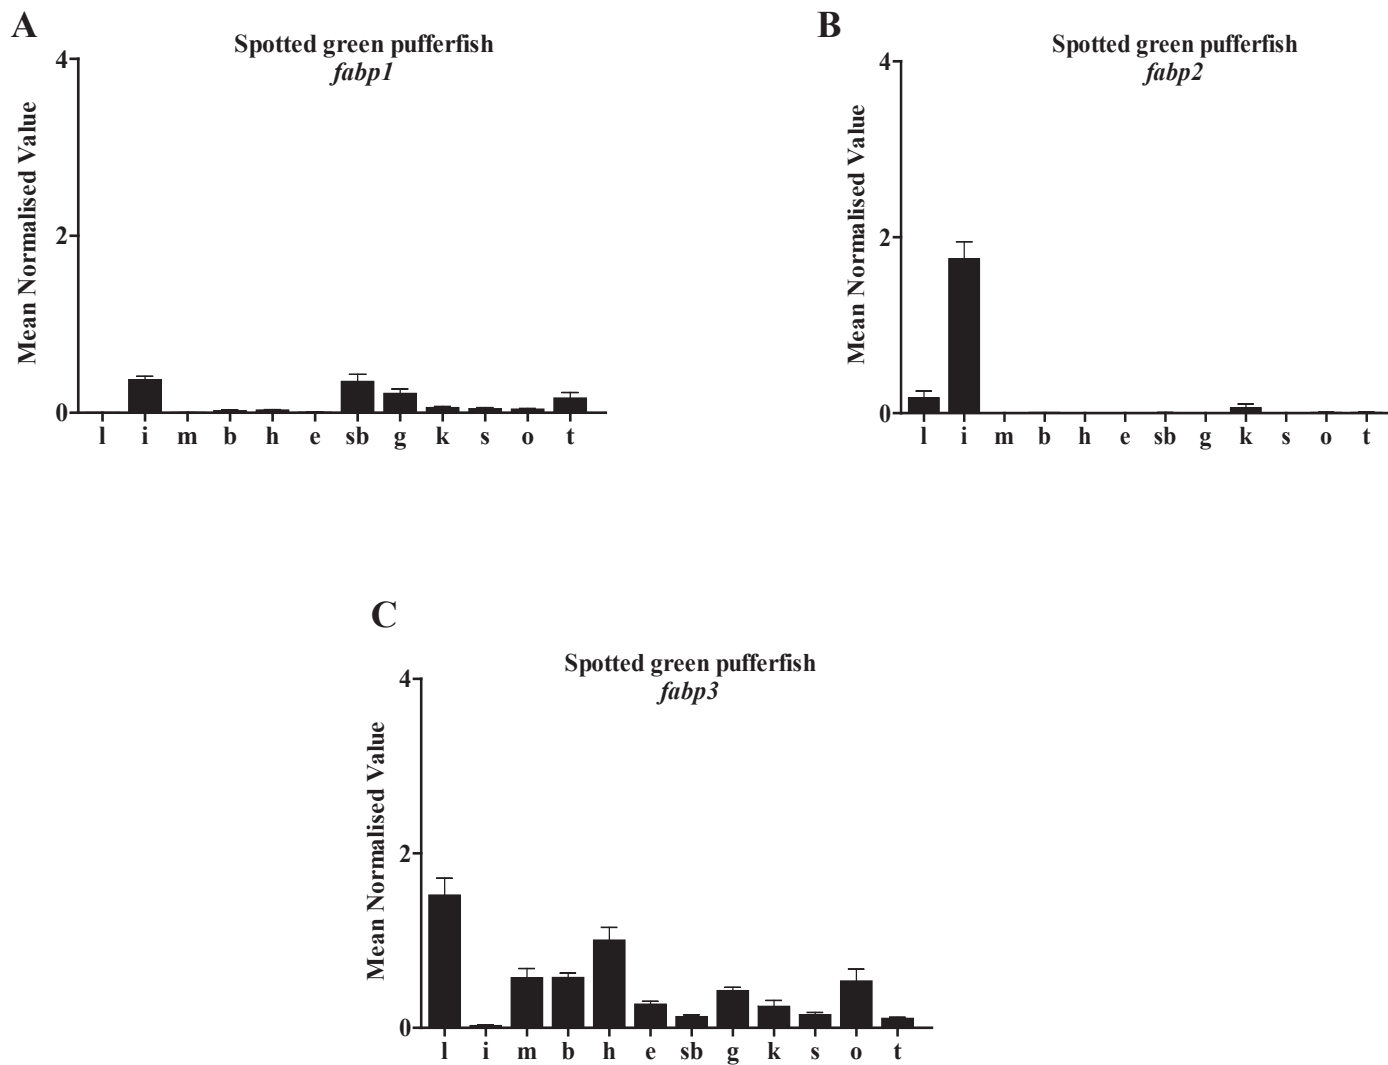 A
Spotted green pufferfish
fabp1
Mean Normalised Value
4
2
0
l i m b h e sb g k s o t
B
Spotted green pufferfish
fabp2
Mean Normalised Value
4
2
0
l i m b h e sb g k s o t
C
Spotted green pufferfish
fabp3
Mean Normalised Value
4
2
0
l i m b h e sb g k s o t